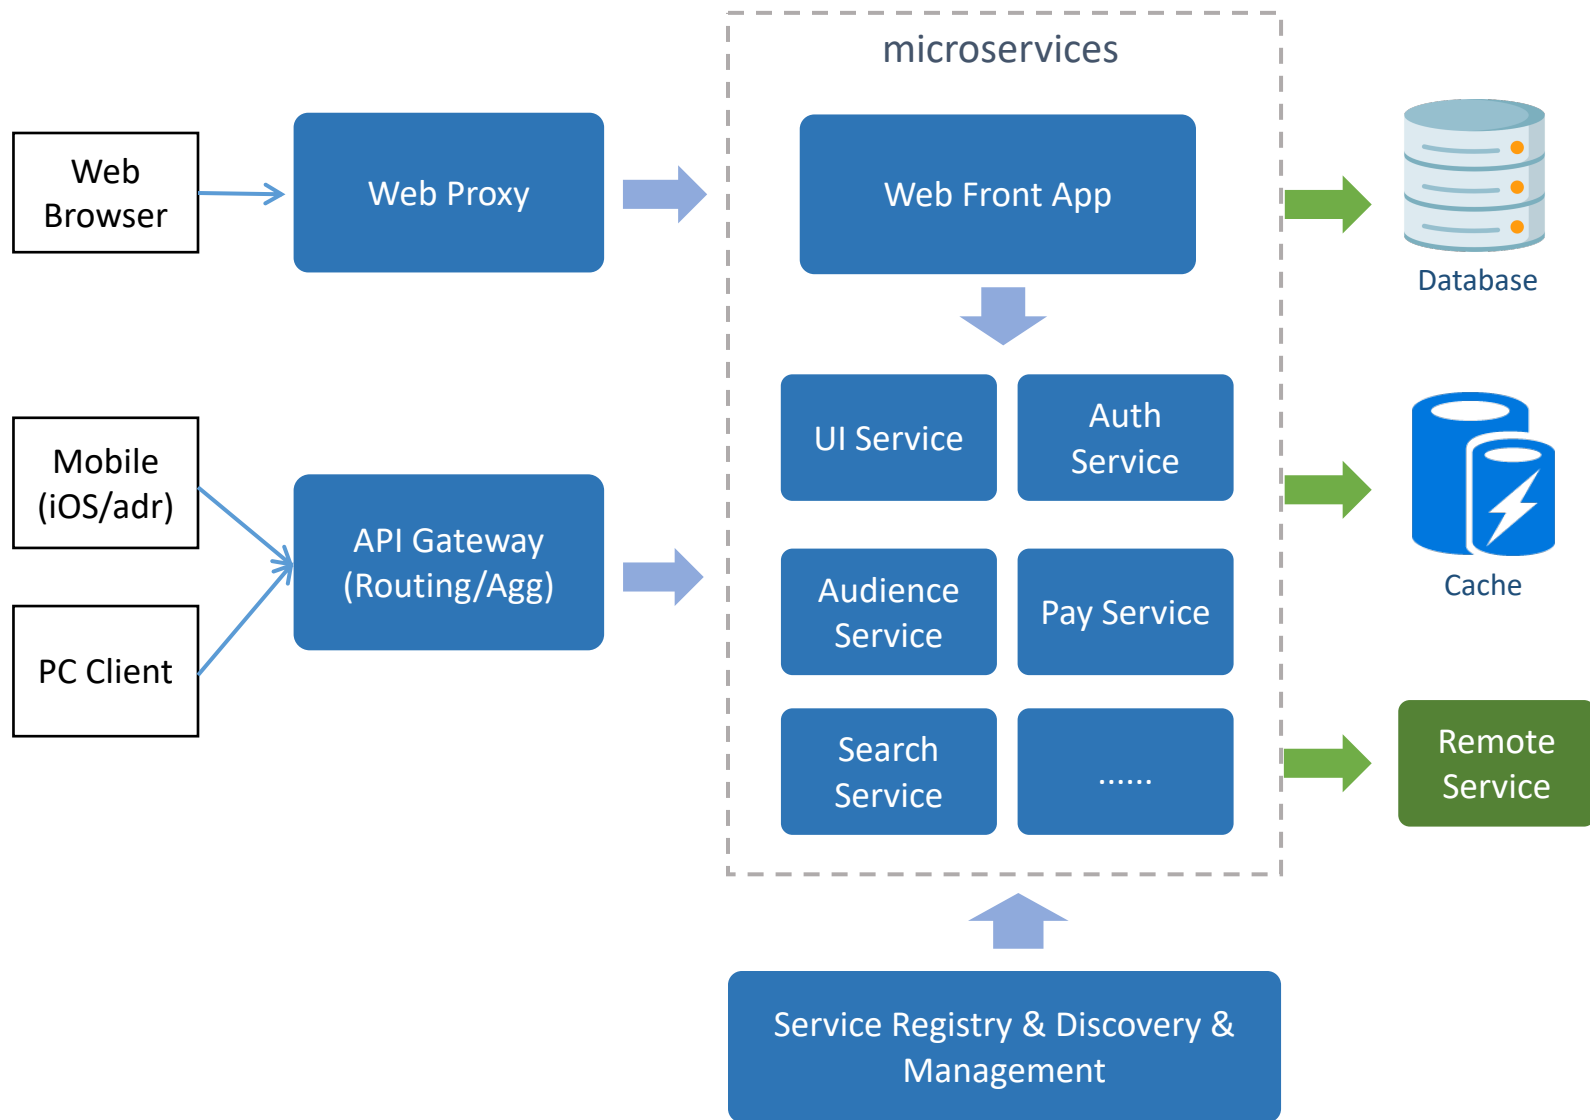 microservices
Web
Browser
Web Proxy
Web Front App
Database
Mobile
(iOS/adr)
PC Client
API Gateway
(Routing/Agg)
UI Service
Auth
Service
Audience
Service
Pay Service
Search
Service
......
Cache
Remote
Service
Service Registry & Discovery &
Management